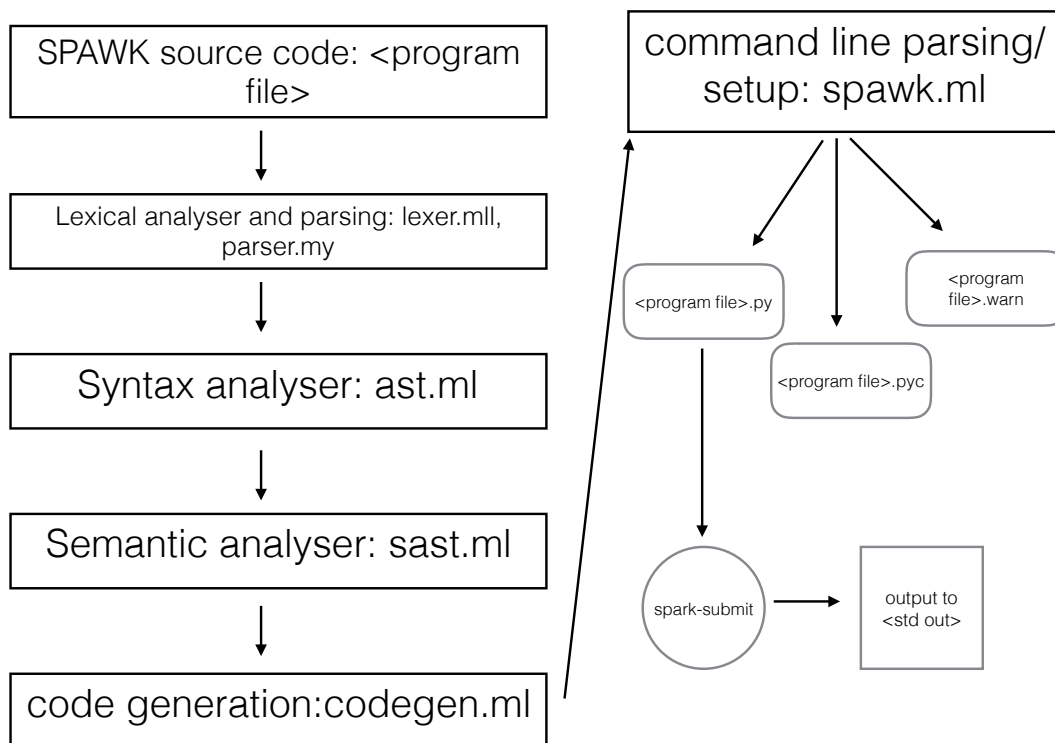 SPAWK source code: <program
file>
Lexical analyser and parsing: lexer.mll,
parser.my
Syntax analyser: ast.ml
Semantic analyser: sast.ml
code generation:codegen.ml
command line parsing/
setup: spawk.ml
<program file>.py
<program
file>.warn
<program file>.pyc
spark-submit
output to
<std out>